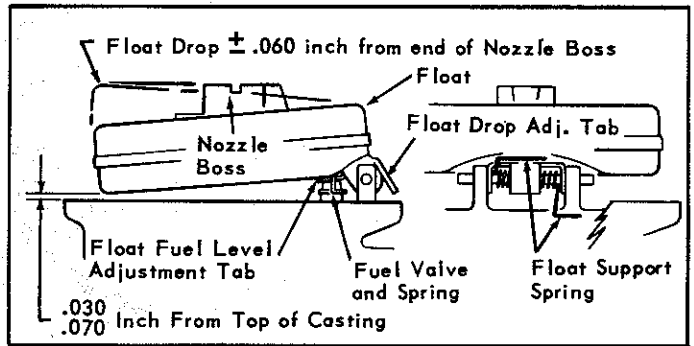 Float Drop ± .060 inch from end of Nozzle Boss
Float
Nozzle
Boss
Float Drop Adj. Tab
Float Fuel Level
Adjustment Tab
Fuel Valve
and Spring
Float Support
Spring
.030
.070 Inch From Top of Casting